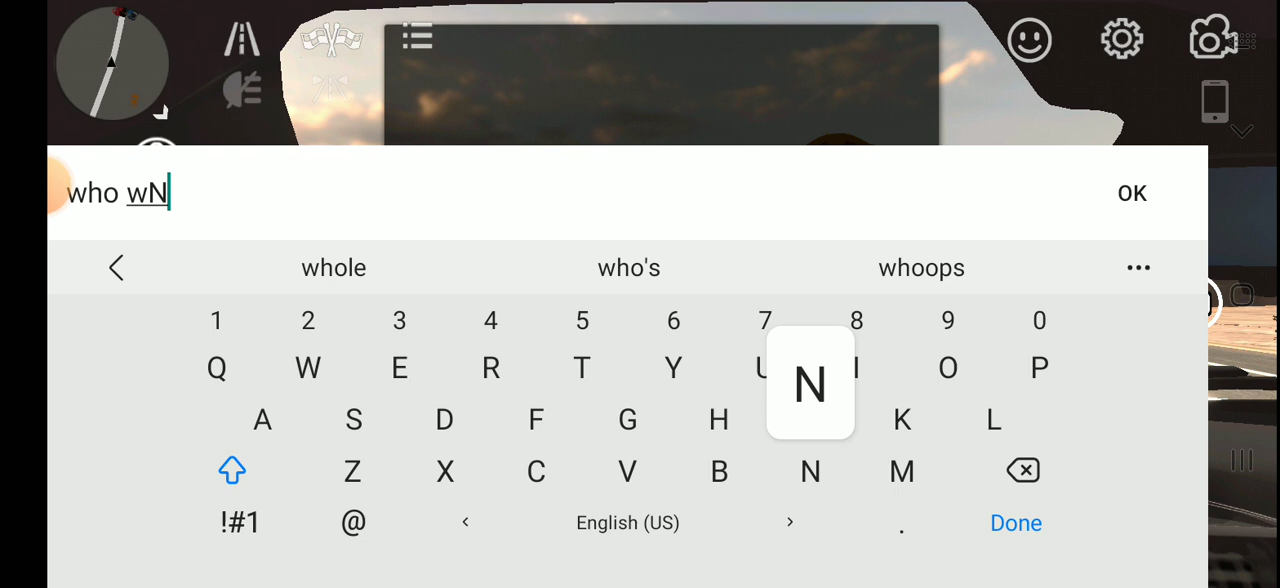 who wN
OK
whole who's whoops
1 2 3 4 5 6 7 8 9 0
Q W E R T Y U I O P
N
A S D F G H K L
Z X C V B N M
!#1 @ English (US) . Done